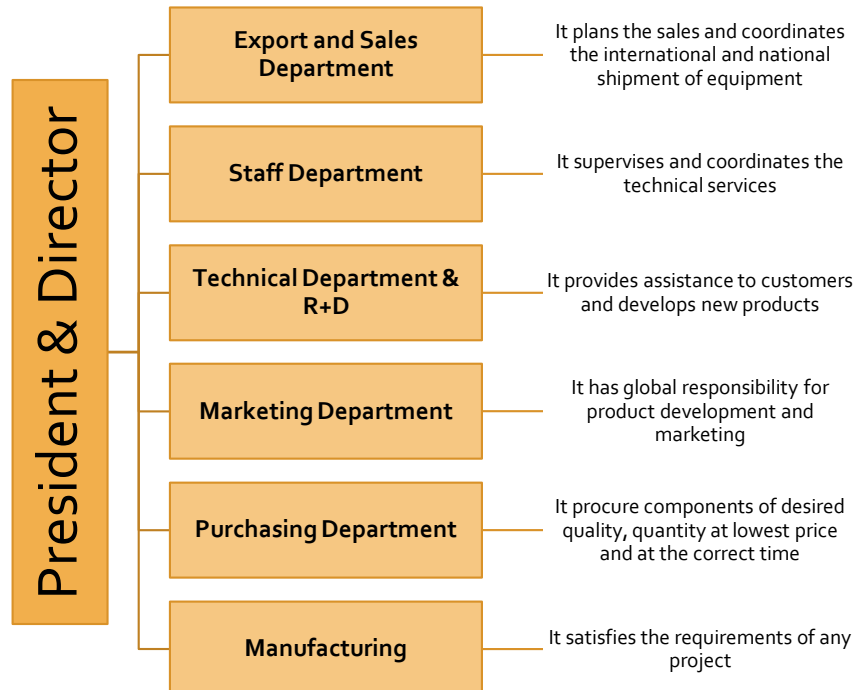 President & Director
Export and Sales
Department
It plans the sales and coordinates
the international and national
shipment of equipment
Staff Department
It supervises and coordinates the
technical services
Technical Department &
R+D
It provides assistance to customers
and develops new products
Marketing Department
It has global responsibility for
product development and
marketing
Purchasing Department
It procure components of desired
quality, quantity at lowest price
and at the correct time
Manufacturing
It satisfies the requirements of any
project